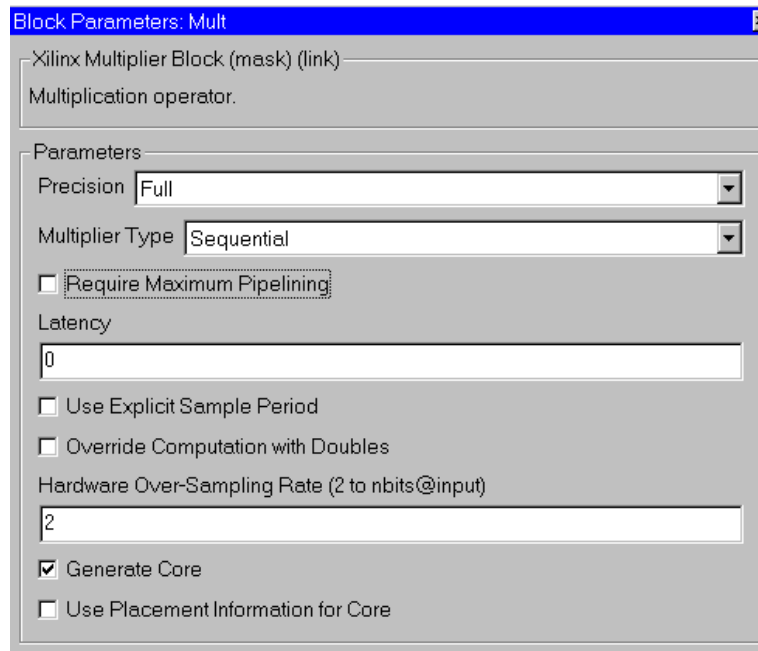 Block Parameters: Mult
Xilinx Multiplier Block (mask) (link)
Multiplication operator.
Parameters
Precision Full
Multiplier Type Sequential
Require Maximum Pipelining
Latency
0
Use Explicit Sample Period
Override Computation with Doubles
Hardware Over-Sampling Rate (2 to nbits@input)
2
Generate Core
Use Placement Information for Core